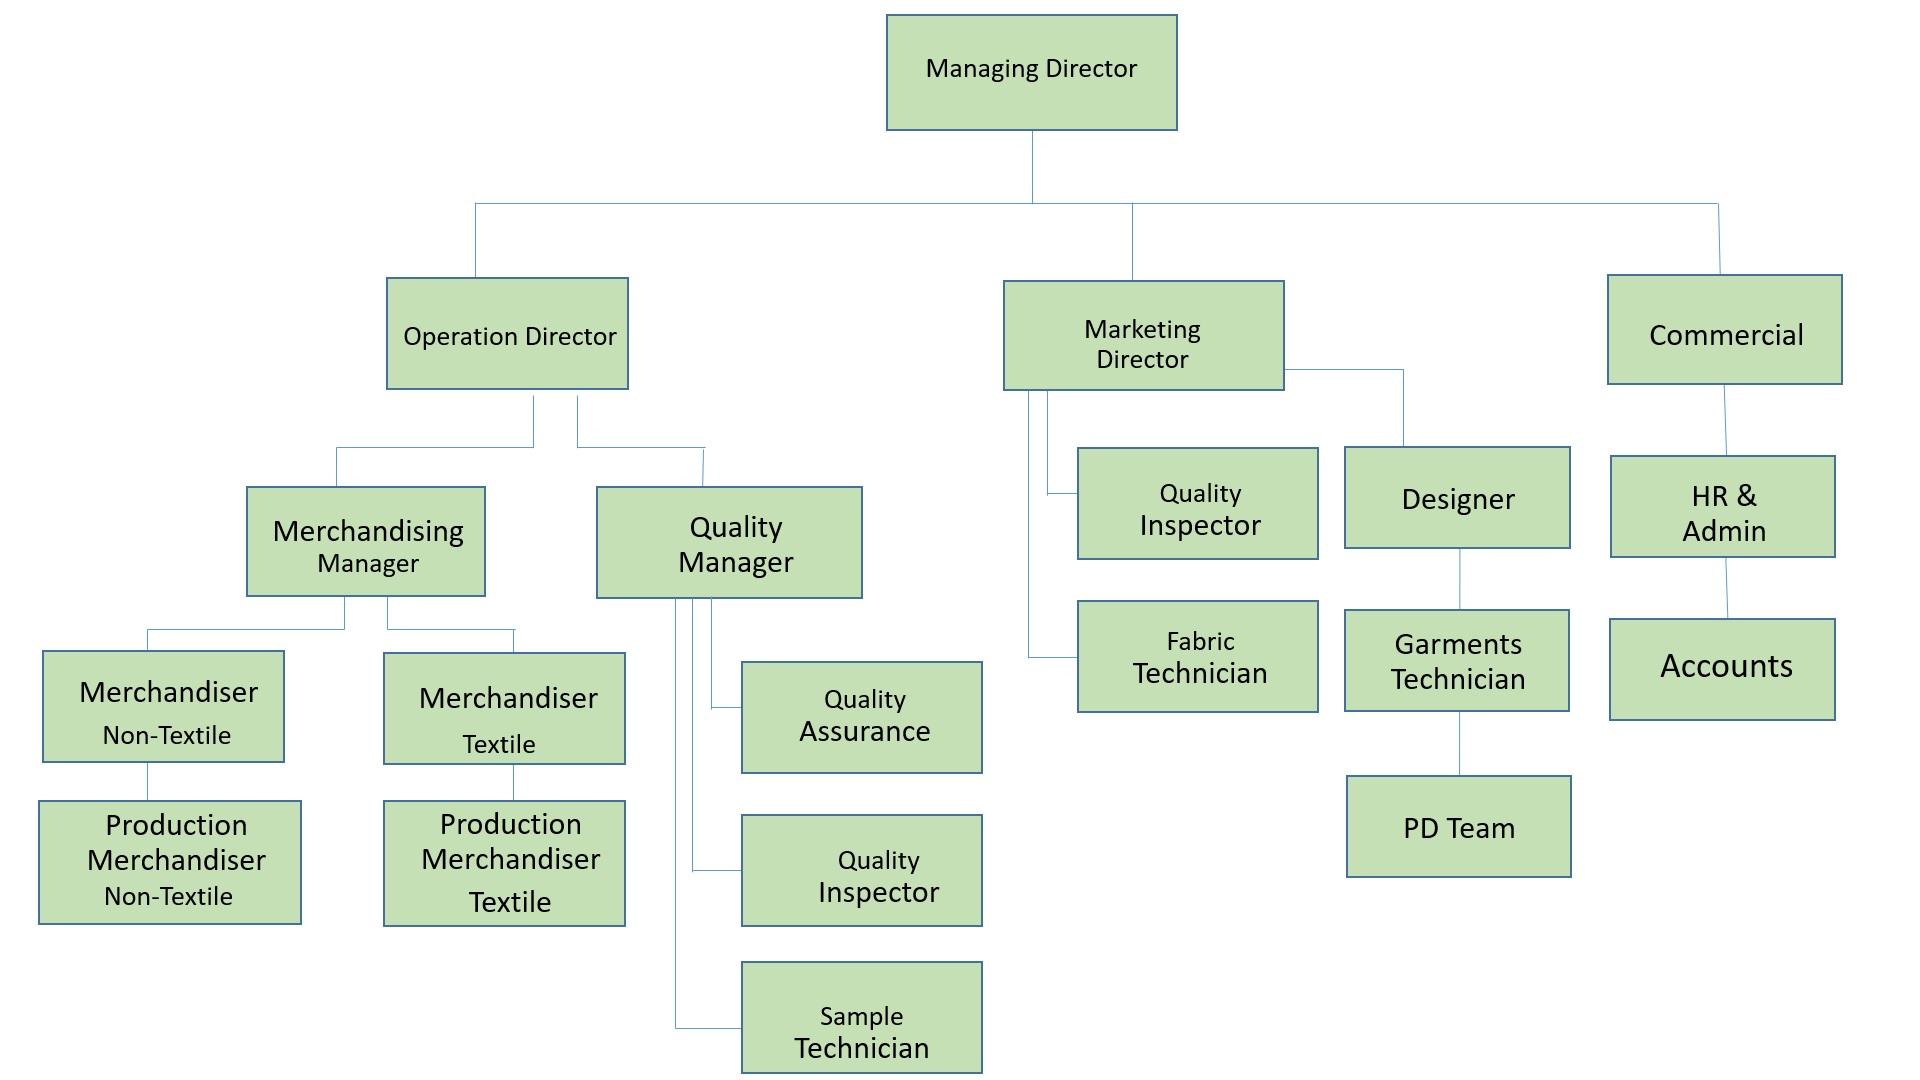 Managing Director
Operation Director
Marketing
Director
Commercial
Merchandising
Manager
Quality
Manager
Quality
Inspector
Designer
HR &
Admin
Merchandiser
Non-Textile
Merchandiser
Textile
Quality
Assurance
Fabric
Technician
Garments
Technician
Accounts
Production
Merchandiser
Non-Textile
Production
Merchandiser
Textile
Quality
Inspector
PD Team
Sample
Technician